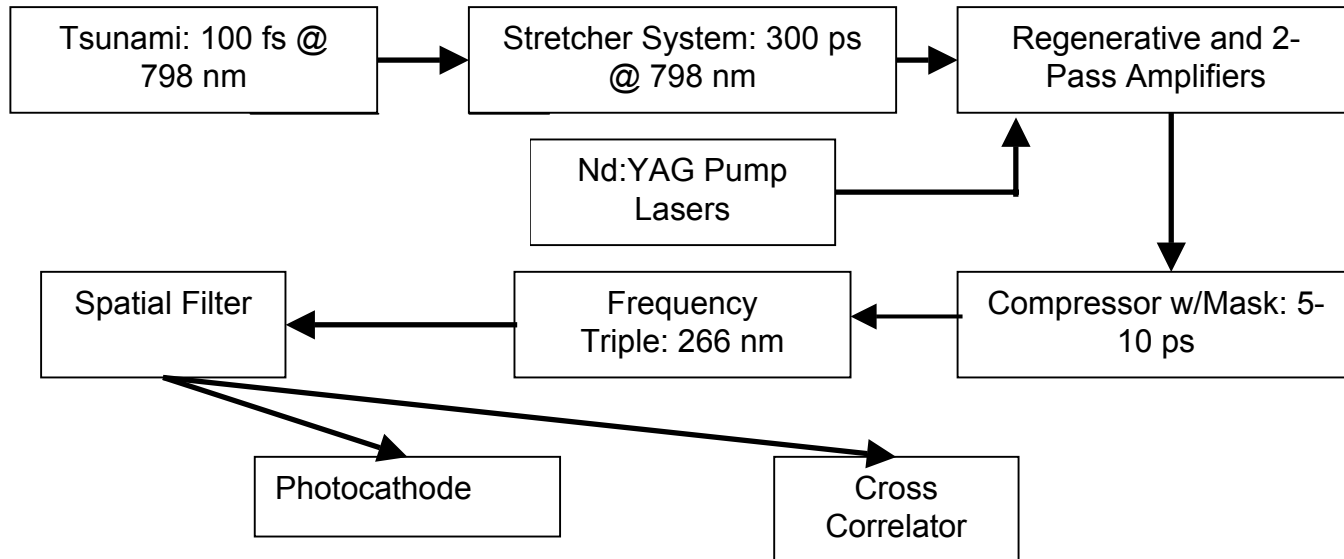 Tsunami: 100 fs @
798 nm
Stretcher System: 300 ps
@ 798 nm
Regenerative and 2-
Pass Amplifiers
Nd:YAG Pump
Lasers
Spatial Filter
Frequency
Triple: 266 nm
Compressor w/Mask: 5-
10 ps
Photocathode
Cross
Correlator